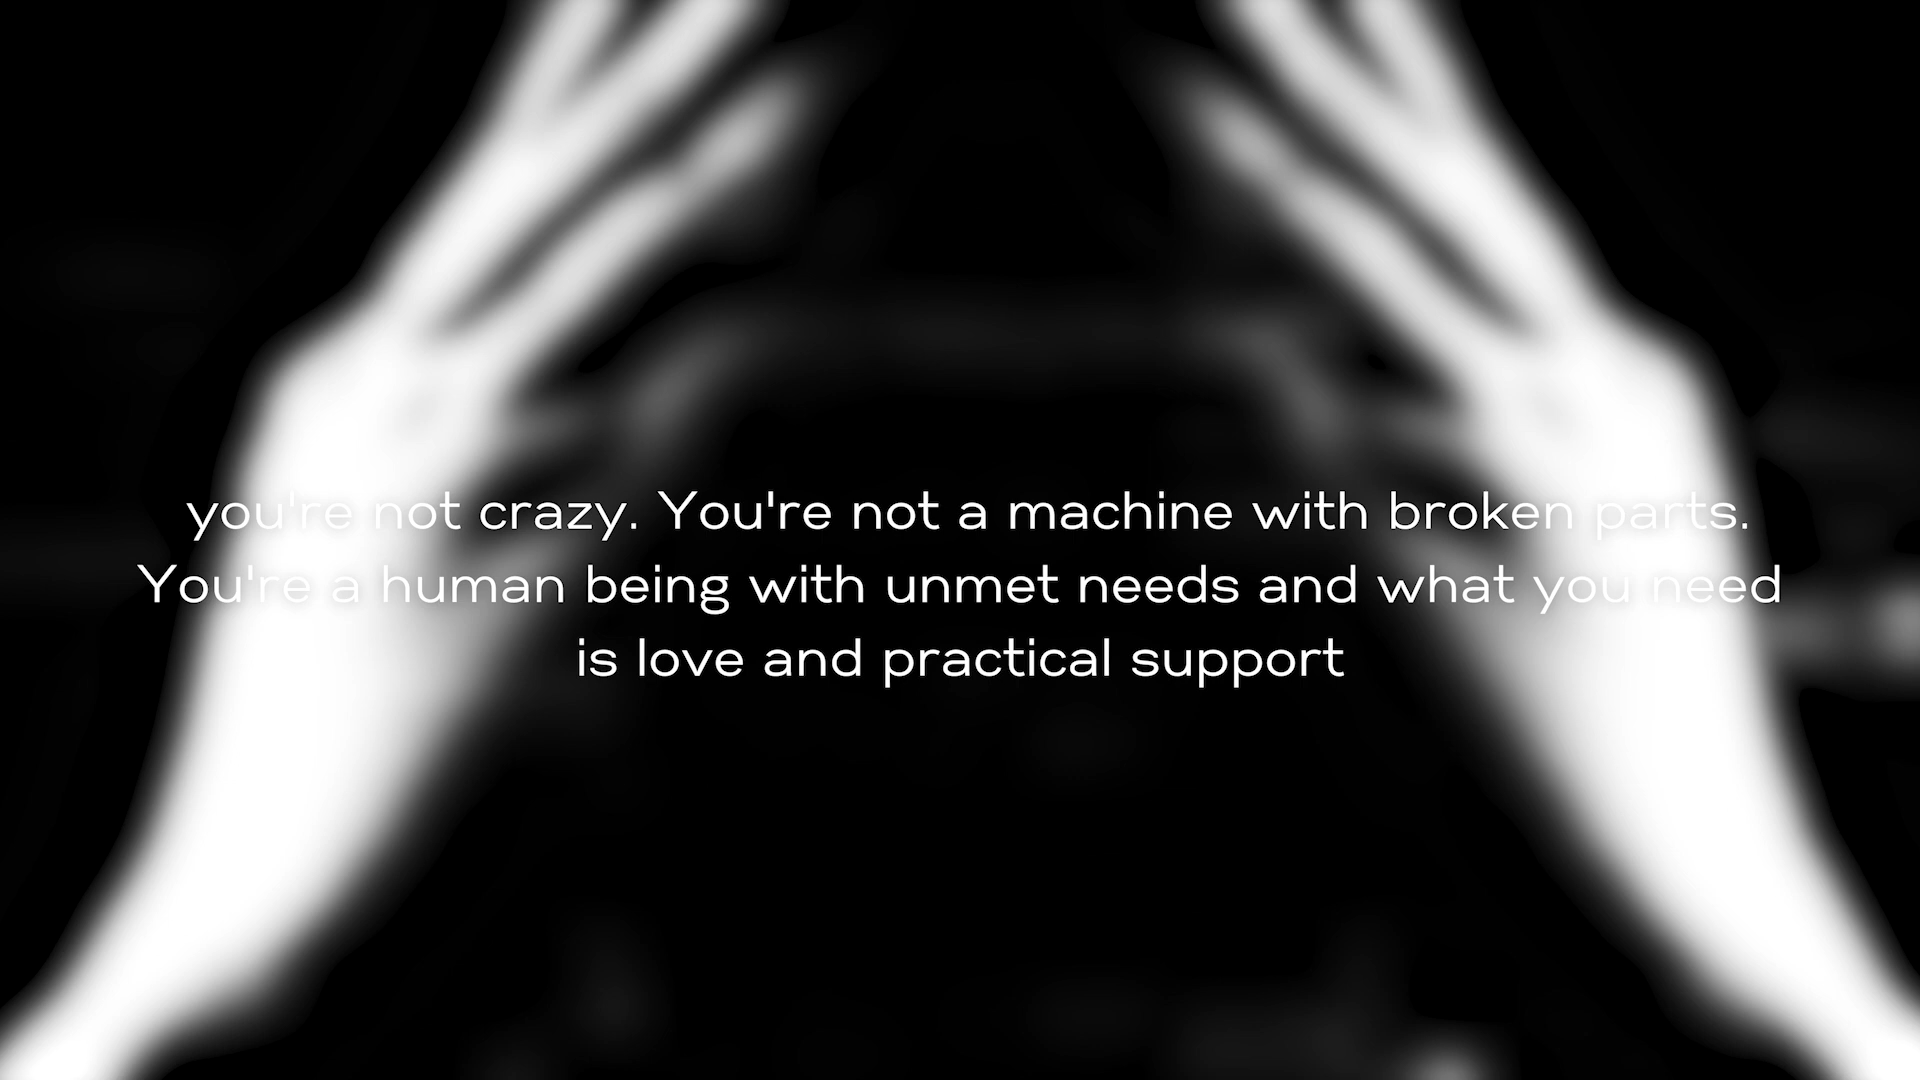 you're not crazy. You're not a machine with broken parts.
You're a human being with unmet needs and what you need
is love and practical support